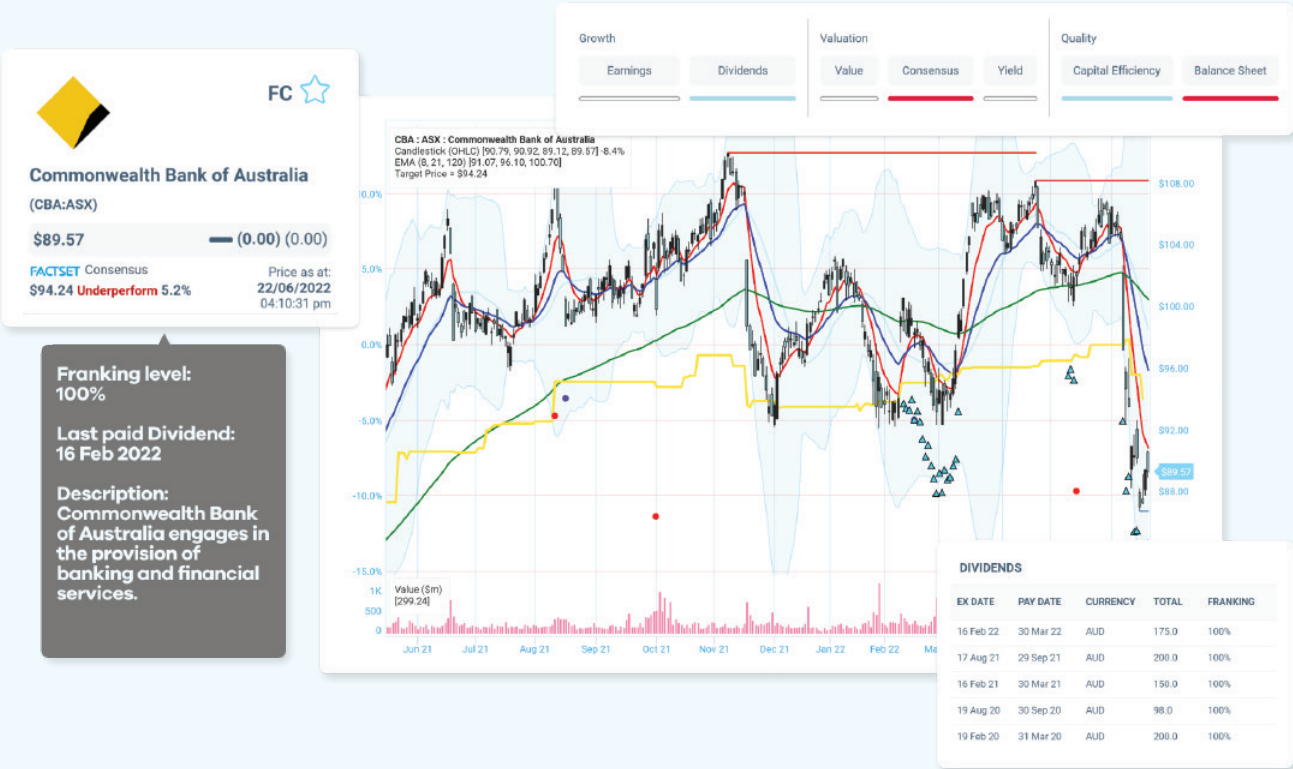 Growth
Valuation
Quality
Earnings
Dividends
Value
Consensus
Yield
Capital Efficiency
Balance Sheet
FC
Commonwealth Bank of Australia
(CBA:ASX)
$89.57
(0.00) (0.00)
FACTSET Consensus
$94.24 Underperform 5.2%
Price as at:
22/06/2022
04:10:31 pm
Franking level:
100%
Last paid Dividend:
16 Feb 2022
Description:
Commonwealth Bank
of Australia engages in
the provision of
banking and financial
services.
CBA : ASX : Commonwealth Bank of Australia
Candlestick (OHLC) [90.79, 90.92, 89.12, 89.57] -8.4%
EMA (8, 21, 120) [91.07, 96.10, 100.70]
Target Price = $94.24
5.0%
0.0%
-5.0%
-10.0%
-15.0%
$108.00
$104.00
$100.00
$96.00
$92.00
$89.57
$88.00
Value ($m)
[299.24]
1K
500
0
Jun 21
Jul 21
Aug 21
Sep 21
Oct 21
Nov 21
Dec 21
Jan 22
Feb 22
DIVIDENDS
EX DATE PAY DATE CURRENCY TOTAL FRANKING
16 Feb 22 30 Mar 22 AUD 175.0 100%
17 Aug 21 29 Sep 21 AUD 200.0 100%
16 Feb 21 30 Mar 21 AUD 150.0 100%
19 Aug 20 30 Sep 20 AUD 98.0 100%
19 Feb 20 31 Mar 20 AUD 200.0 100%